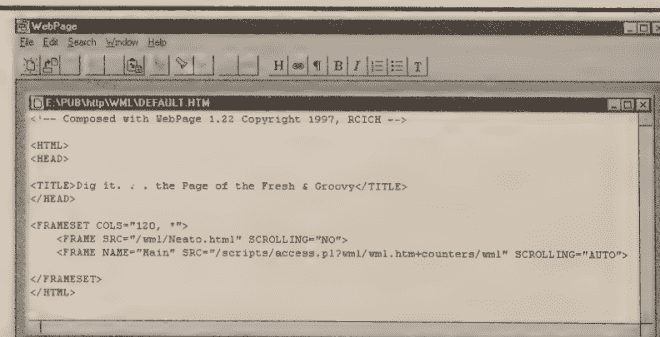 WebPage
File Edit Search Window Help
H ¶ B I T
E:\PUB\http\WML\DEFAULT.HTM
<!-- Composed with WebPage 1.22 Copyright 1997, RCICH -->
<HTML>
<HEAD>
<TITLE>Dig it. . . the Page of the Fresh & Groovy</TITLE>
</HEAD>
<FRAMESET COLS="120, *">
<FRAME SRC="/wml/Neato.html" SCROLLING="NO">
<FRAME NAME="Main" SRC="/scripts/access.pl?wml/wml.htm+counters/wml" SCROLLING="AUTO">
</FRAMESET>
</HTML>